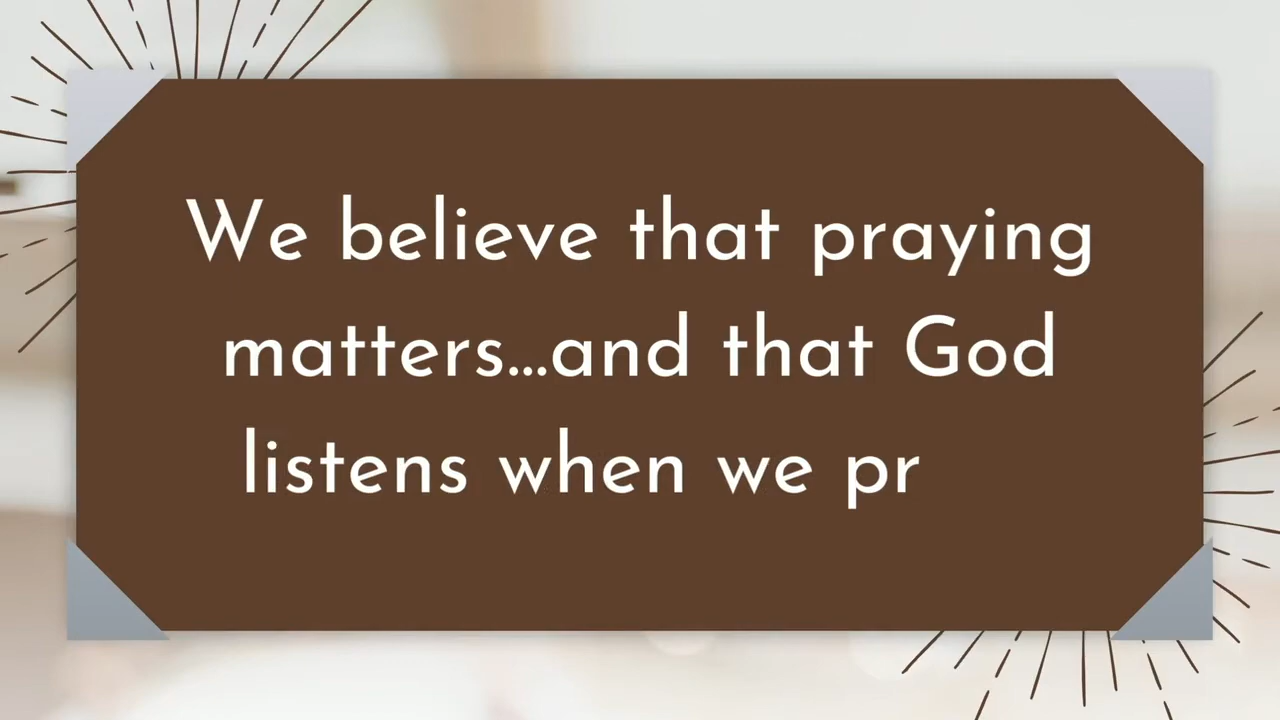 We believe that praying
matters...and that God
listens when we pr